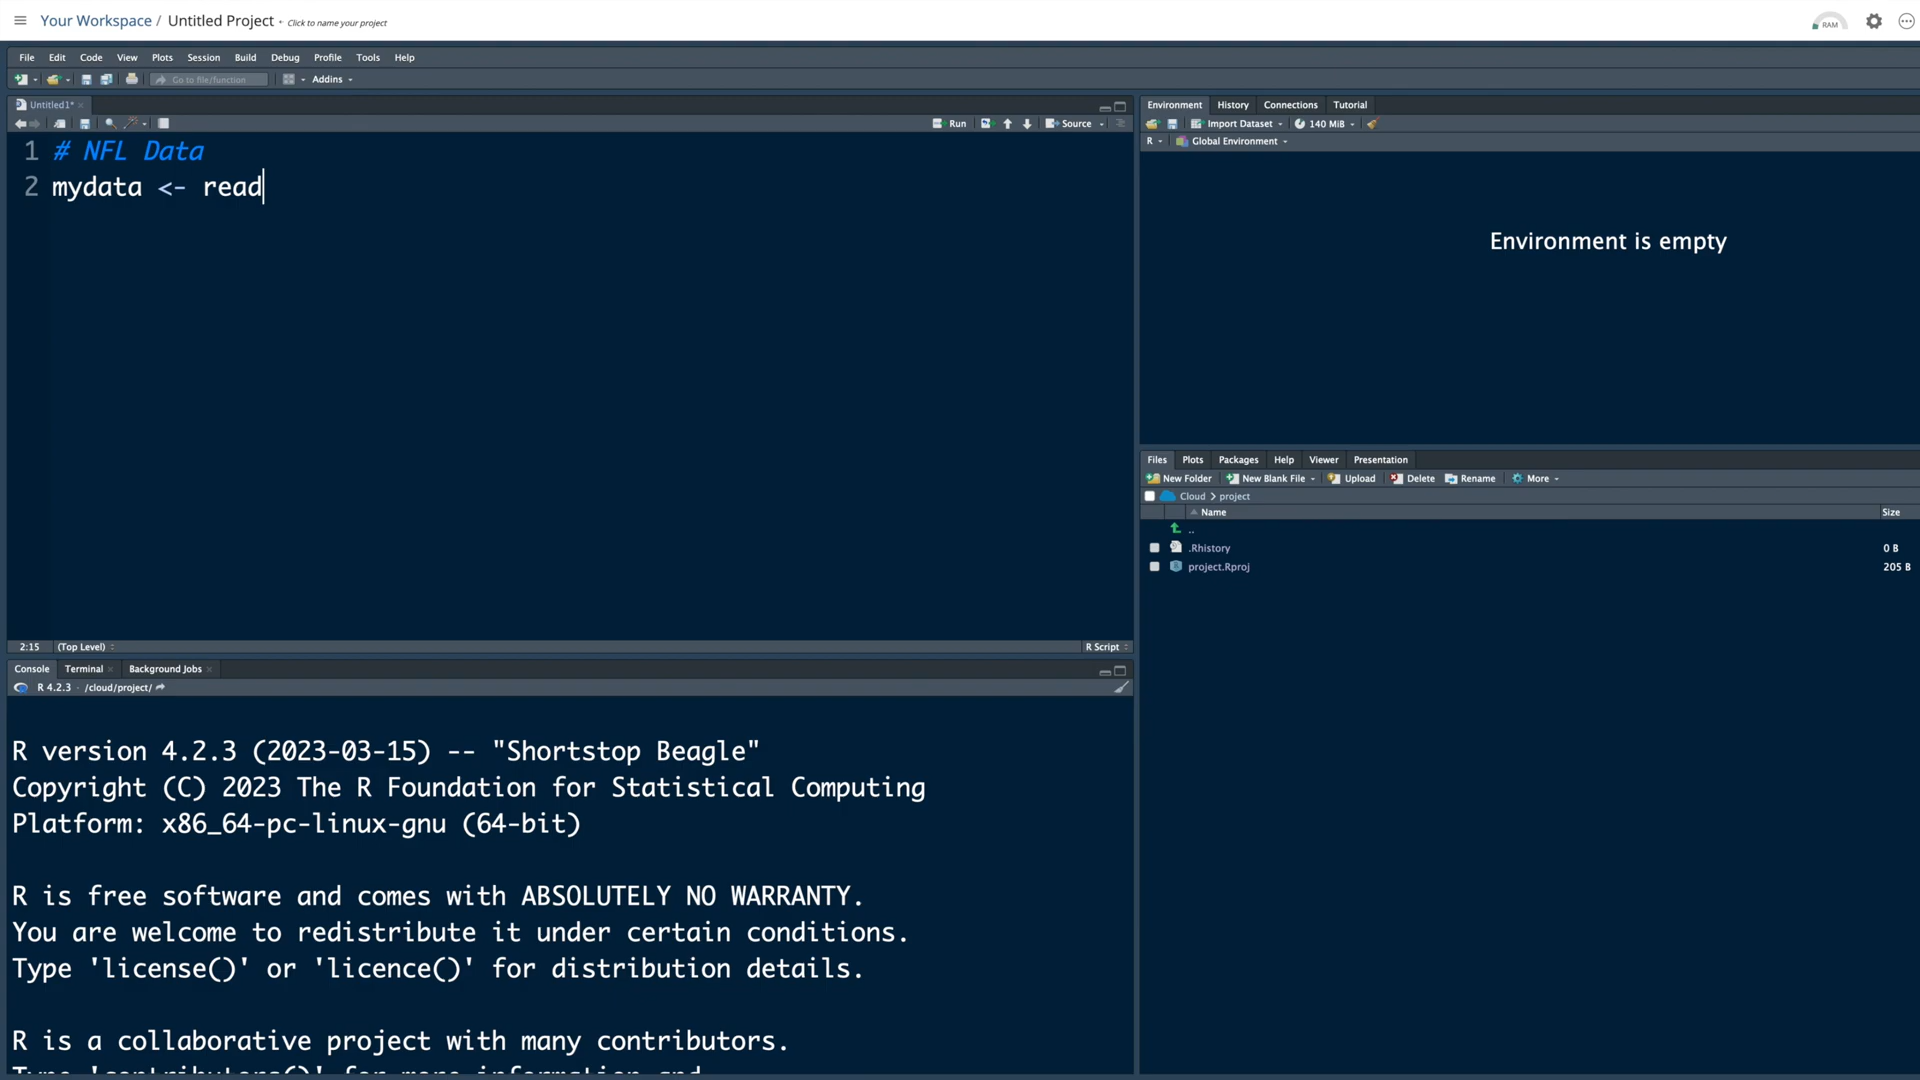 Your Workspace / Untitled Project Click to name your project RAM
File Edit Code View Plots Session Build Debug Profile Tools Help
Go to file/function Addins
Untitled1*
Run Source
1 # NFL Data
2 mydata <- read
2:15 (Top Level) R Script
Console Terminal Background Jobs
R 4.2.3 · /cloud/project/
R version 4.2.3 (2023-03-15) -- "Shortstop Beagle"
Copyright (C) 2023 The R Foundation for Statistical Computing
Platform: x86_64-pc-linux-gnu (64-bit)
R is free software and comes with ABSOLUTELY NO WARRANTY.
You are welcome to redistribute it under certain conditions.
Type 'license()' or 'licence()' for distribution details.
R is a collaborative project with many contributors.
Type 'contributors()' for more information and
Environment History Connections Tutorial
Import Dataset 140 MiB
R Global Environment
Environment is empty
Files Plots Packages Help Viewer Presentation
New Folder New Blank File Upload Delete Rename More
Cloud > project
Name Size
..
.Rhistory 0 B
project.Rproj 205 B